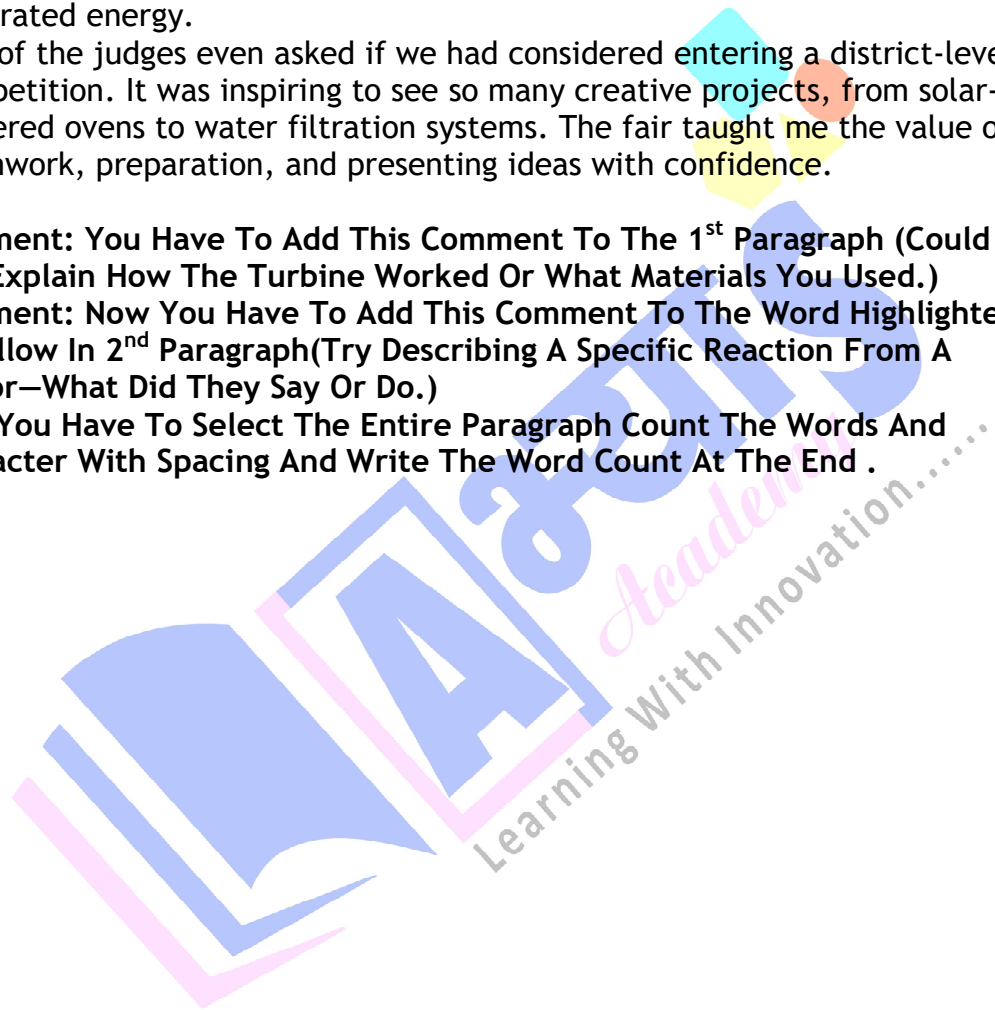 rated energy.
of the judges even asked if we had considered entering a district-leve
petition. It was inspiring to see so many creative projects, from solar-
ered ovens to water filtration systems. The fair taught me the value o
nwork, preparation, and presenting ideas with confidence.
ment: You Have To Add This Comment To The 1st Paragraph (Could
Explain How The Turbine Worked Or What Materials You Used.)
ment: Now You Have To Add This Comment To The Word Highlighte
llow In 2nd Paragraph(Try Describing A Specific Reaction From A
or—What Did They Say Or Do.)
You Have To Select The Entire Paragraph Count The Words And
acter With Spacing And Write The Word Count At The End .
A
Academy
Learning With Innovation......